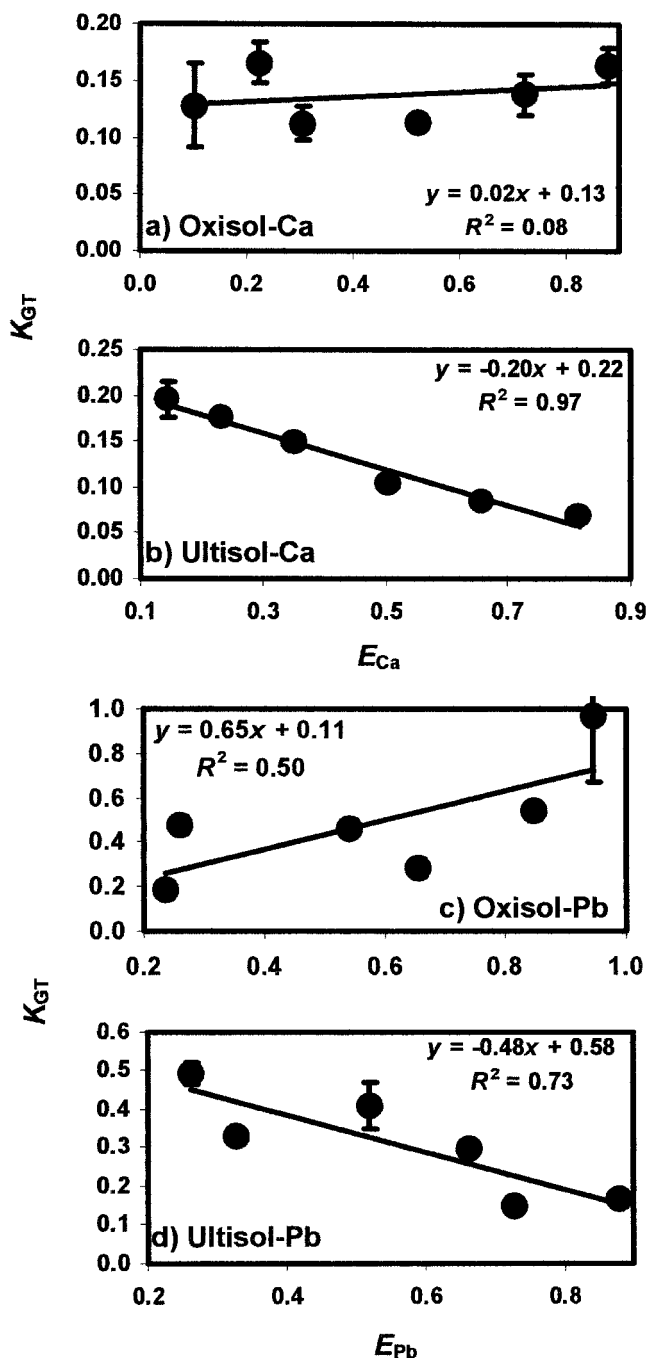 0.20
0.15
0.10
0.05
0.00
y = 0.02x + 0.13
R² = 0.08
a) Oxisol-Ca
0.0 0.2 0.4 0.6 0.8
K_GT
0.25
0.20
0.15
0.10
0.05
0.00
y = -0.20x + 0.22
R² = 0.97
b) Ultisol-Ca
0.1 0.3 0.5 0.7 0.9
E_Ca
1.0
0.8
0.6
0.4
0.2
0.0
y = 0.65x + 0.11
R² = 0.50
c) Oxisol-Pb
0.2 0.4 0.6 0.8 1.0
K_GT
0.6
0.5
0.4
0.3
0.2
0.1
0.0
y = -0.48x + 0.58
R² = 0.73
d) Ultisol-Pb
0.2 0.4 0.6 0.8
E_Pb